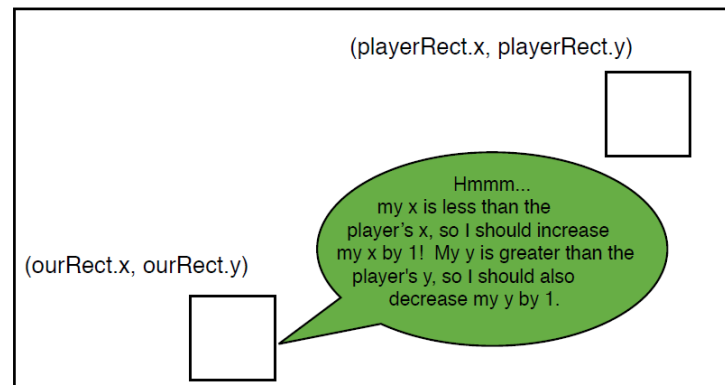 (playerRect.x, playerRect.y)
Hmmm...
my x is less than the
player’s x, so I should increase
my x by 1!  My y is greater than the
player's y, so I should also
decrease my y by 1.
(ourRect.x, ourRect.y)